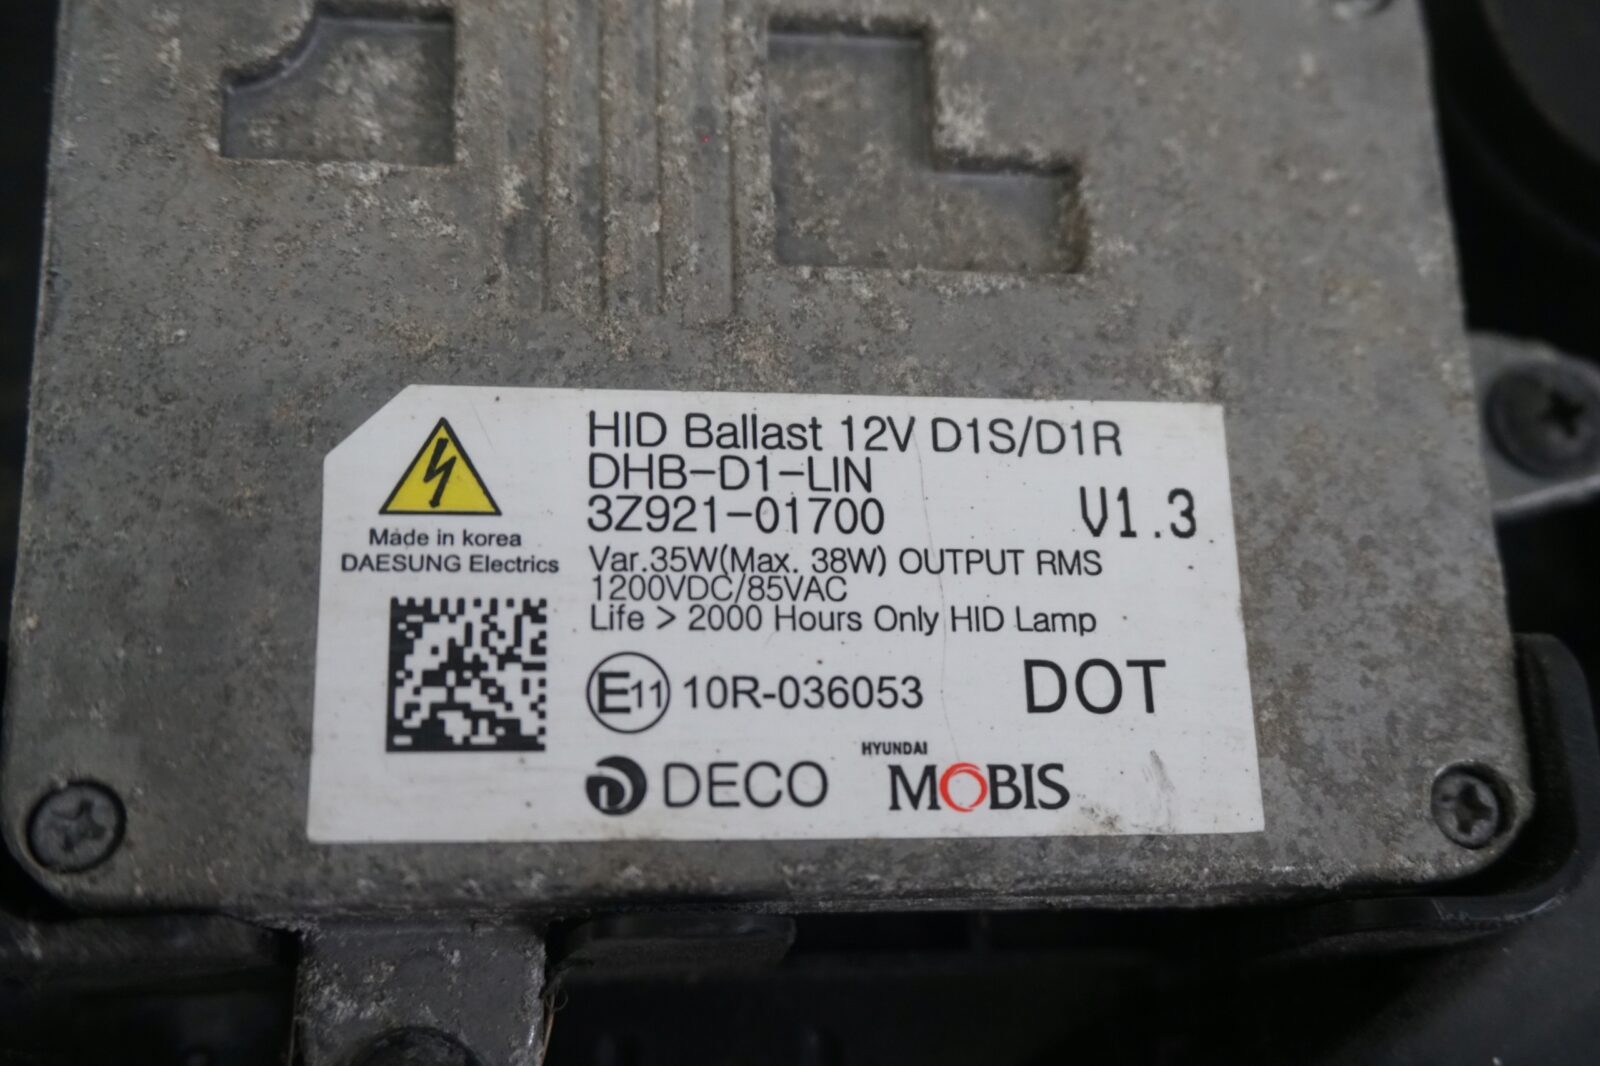 HID Ballast 12V D1S/D1R
DHB-D1-LIN
3Z921-01700
V1.3
Made in korea
DAESUNG Electrics
Var.35W(Max. 38W) OUTPUT RMS
1200VDC/85VAC
Life > 2000 Hours Only HID Lamp
E11 10R-036053
DOT
DECO
HYUNDAI
MOBIS